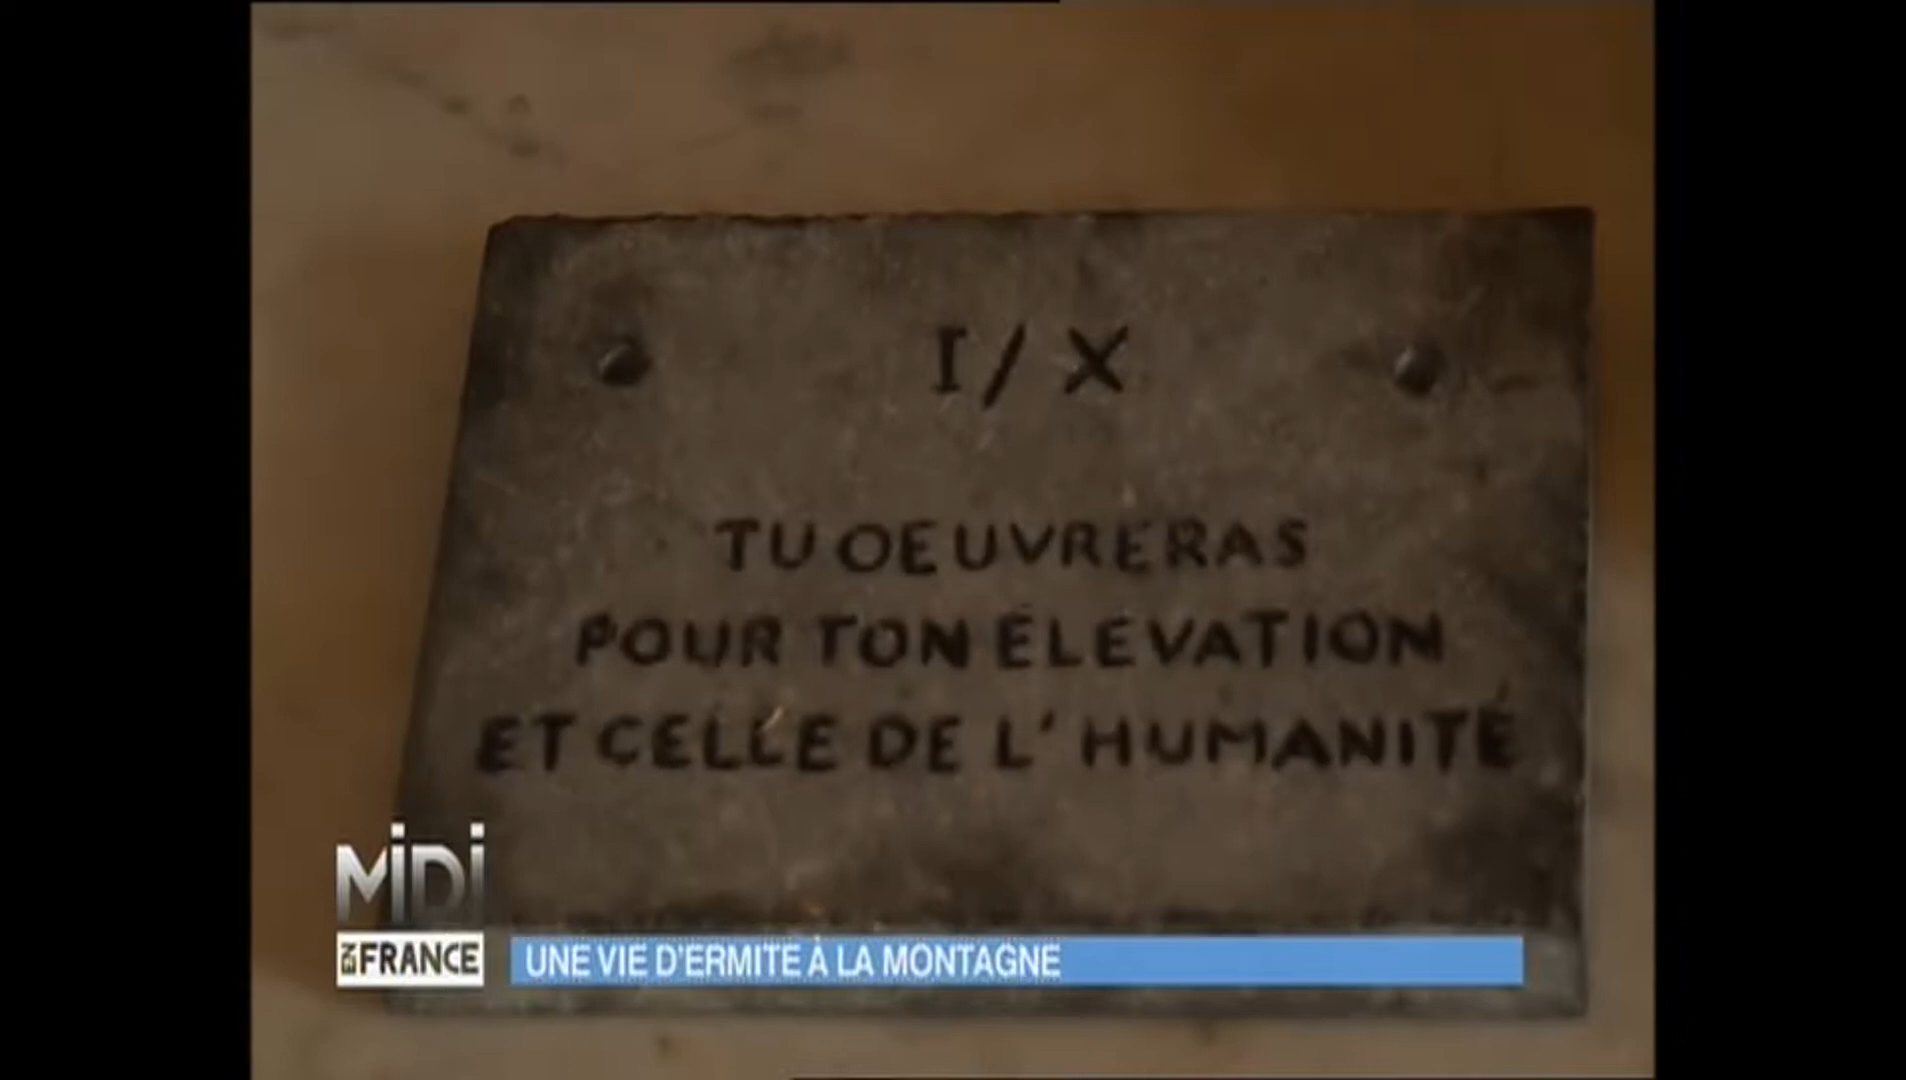 I/X
TU OEUVRERAS
POUR TON ÉLEVATION
ET CELLE DE L'HUMANITÉ
MiDi
EN FRANCE
UNE VIE D'ERMITE À LA MONTAGNE